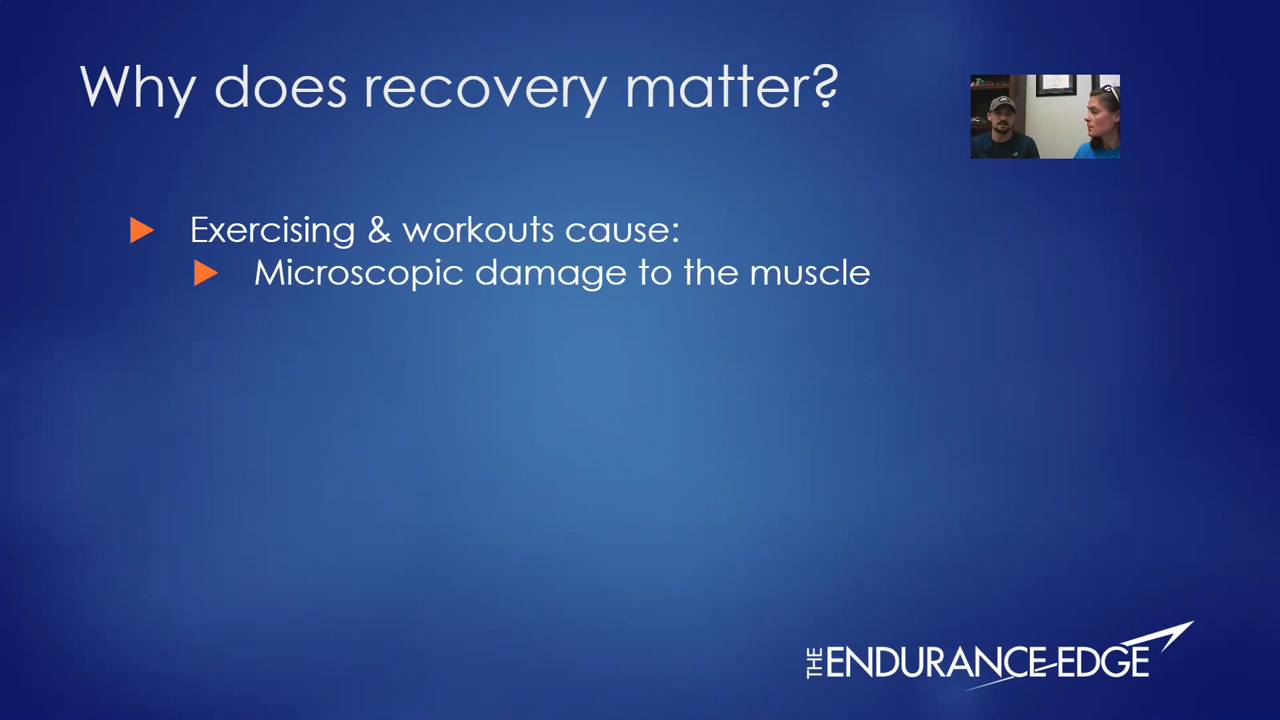 Why does recovery matter?
Exercising & workouts cause:
Microscopic damage to the muscle
THE ENDURANCE EDGE